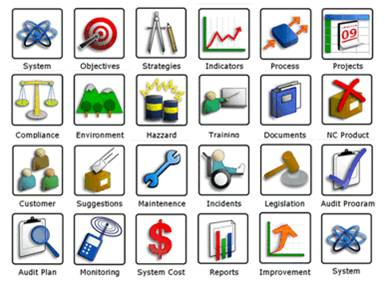 System Objectives Strategies Indicators Process Projects
09
Compliance Environment Hazzard Training Documents NC Product
Customer Suggestions Maintenence Incidents Legislation Audit Program
Audit Plan Monitoring System Cost Reports Improvement System